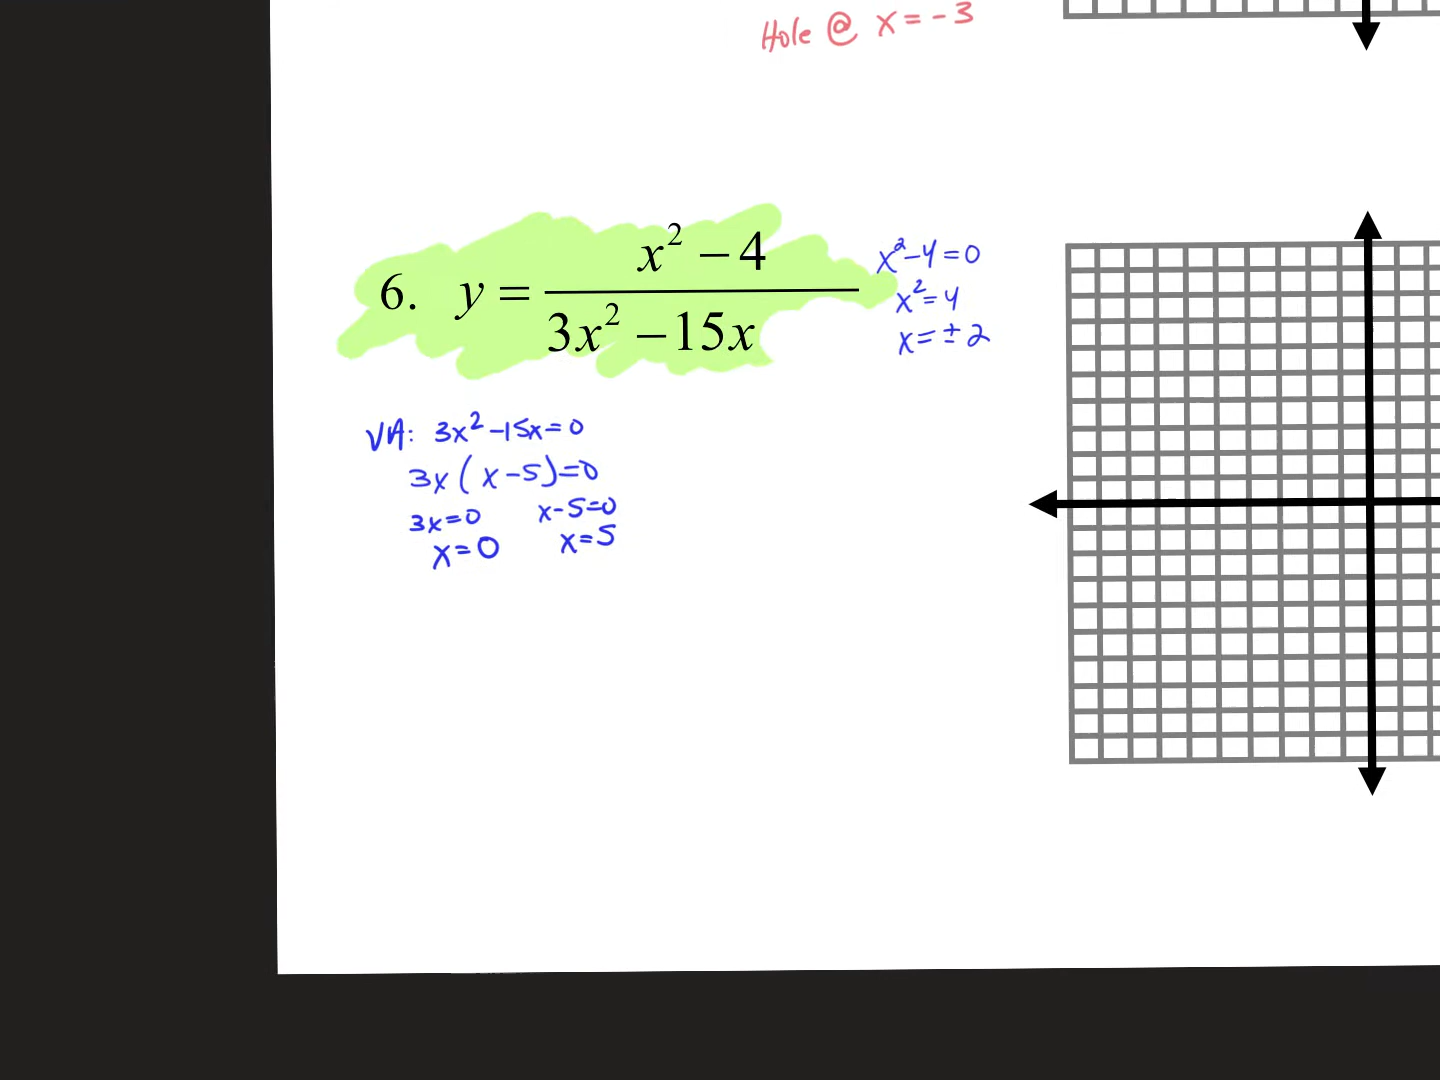 Hole @ x = -3
6. y = (x² - 4)/(3x² - 15x)
x² - 4 = 0
x² = 4
x = ± 2
VA: 3x² - 15x = 0
3x ( x - 5) = 0
3x = 0 x - 5 = 0
x = 0 x = 5